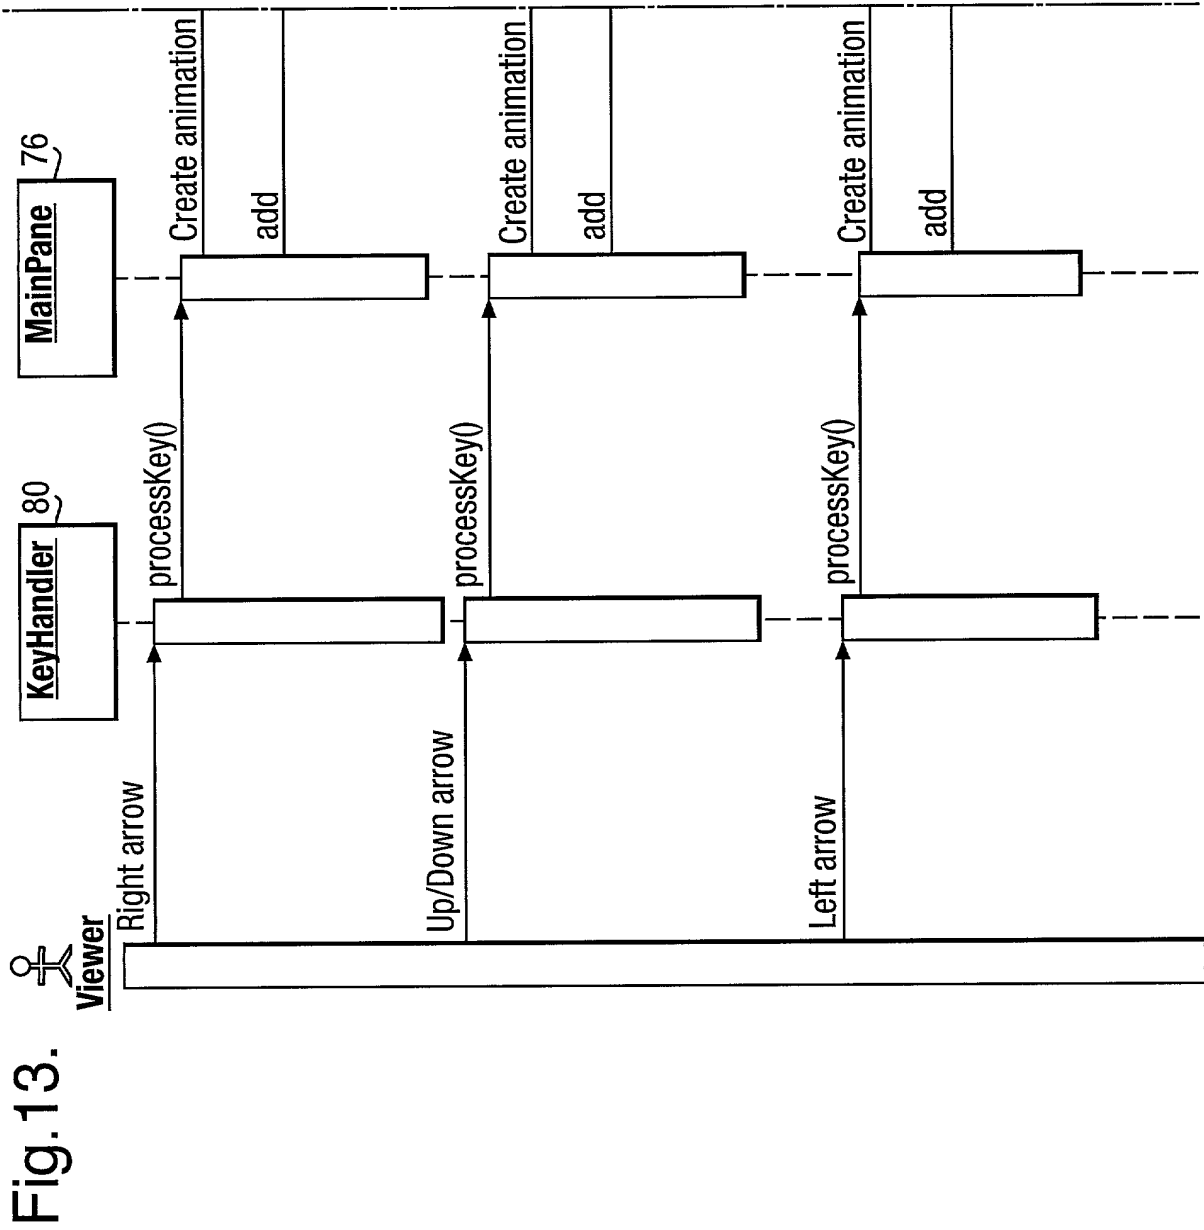 Fig.13.
Viewer
KeyHandler
80
MainPane
76
Right arrow
processKey()
Create animation
add
Up/Down arrow
processKey()
Create animation
add
Left arrow
processKey()
Create animation
add